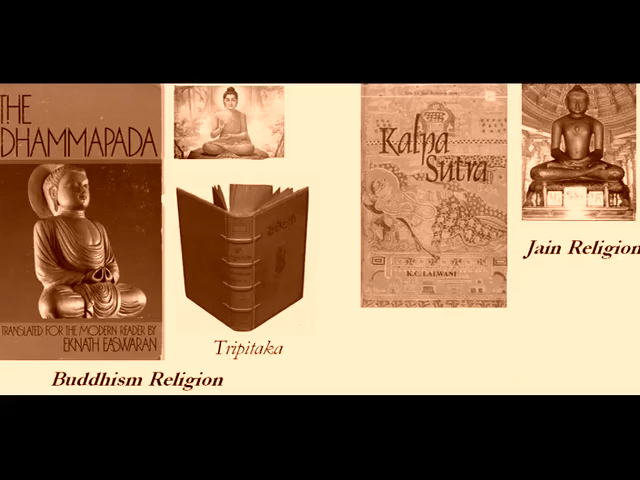 THE
DHAMMAPADA
TRANSLATED FOR THE MODERN READER BY
EKNATH EASWARAN
Tripitaka
Buddhism Religion
Kalpa
Sutra
K.C. LALWANI
Jain Religion